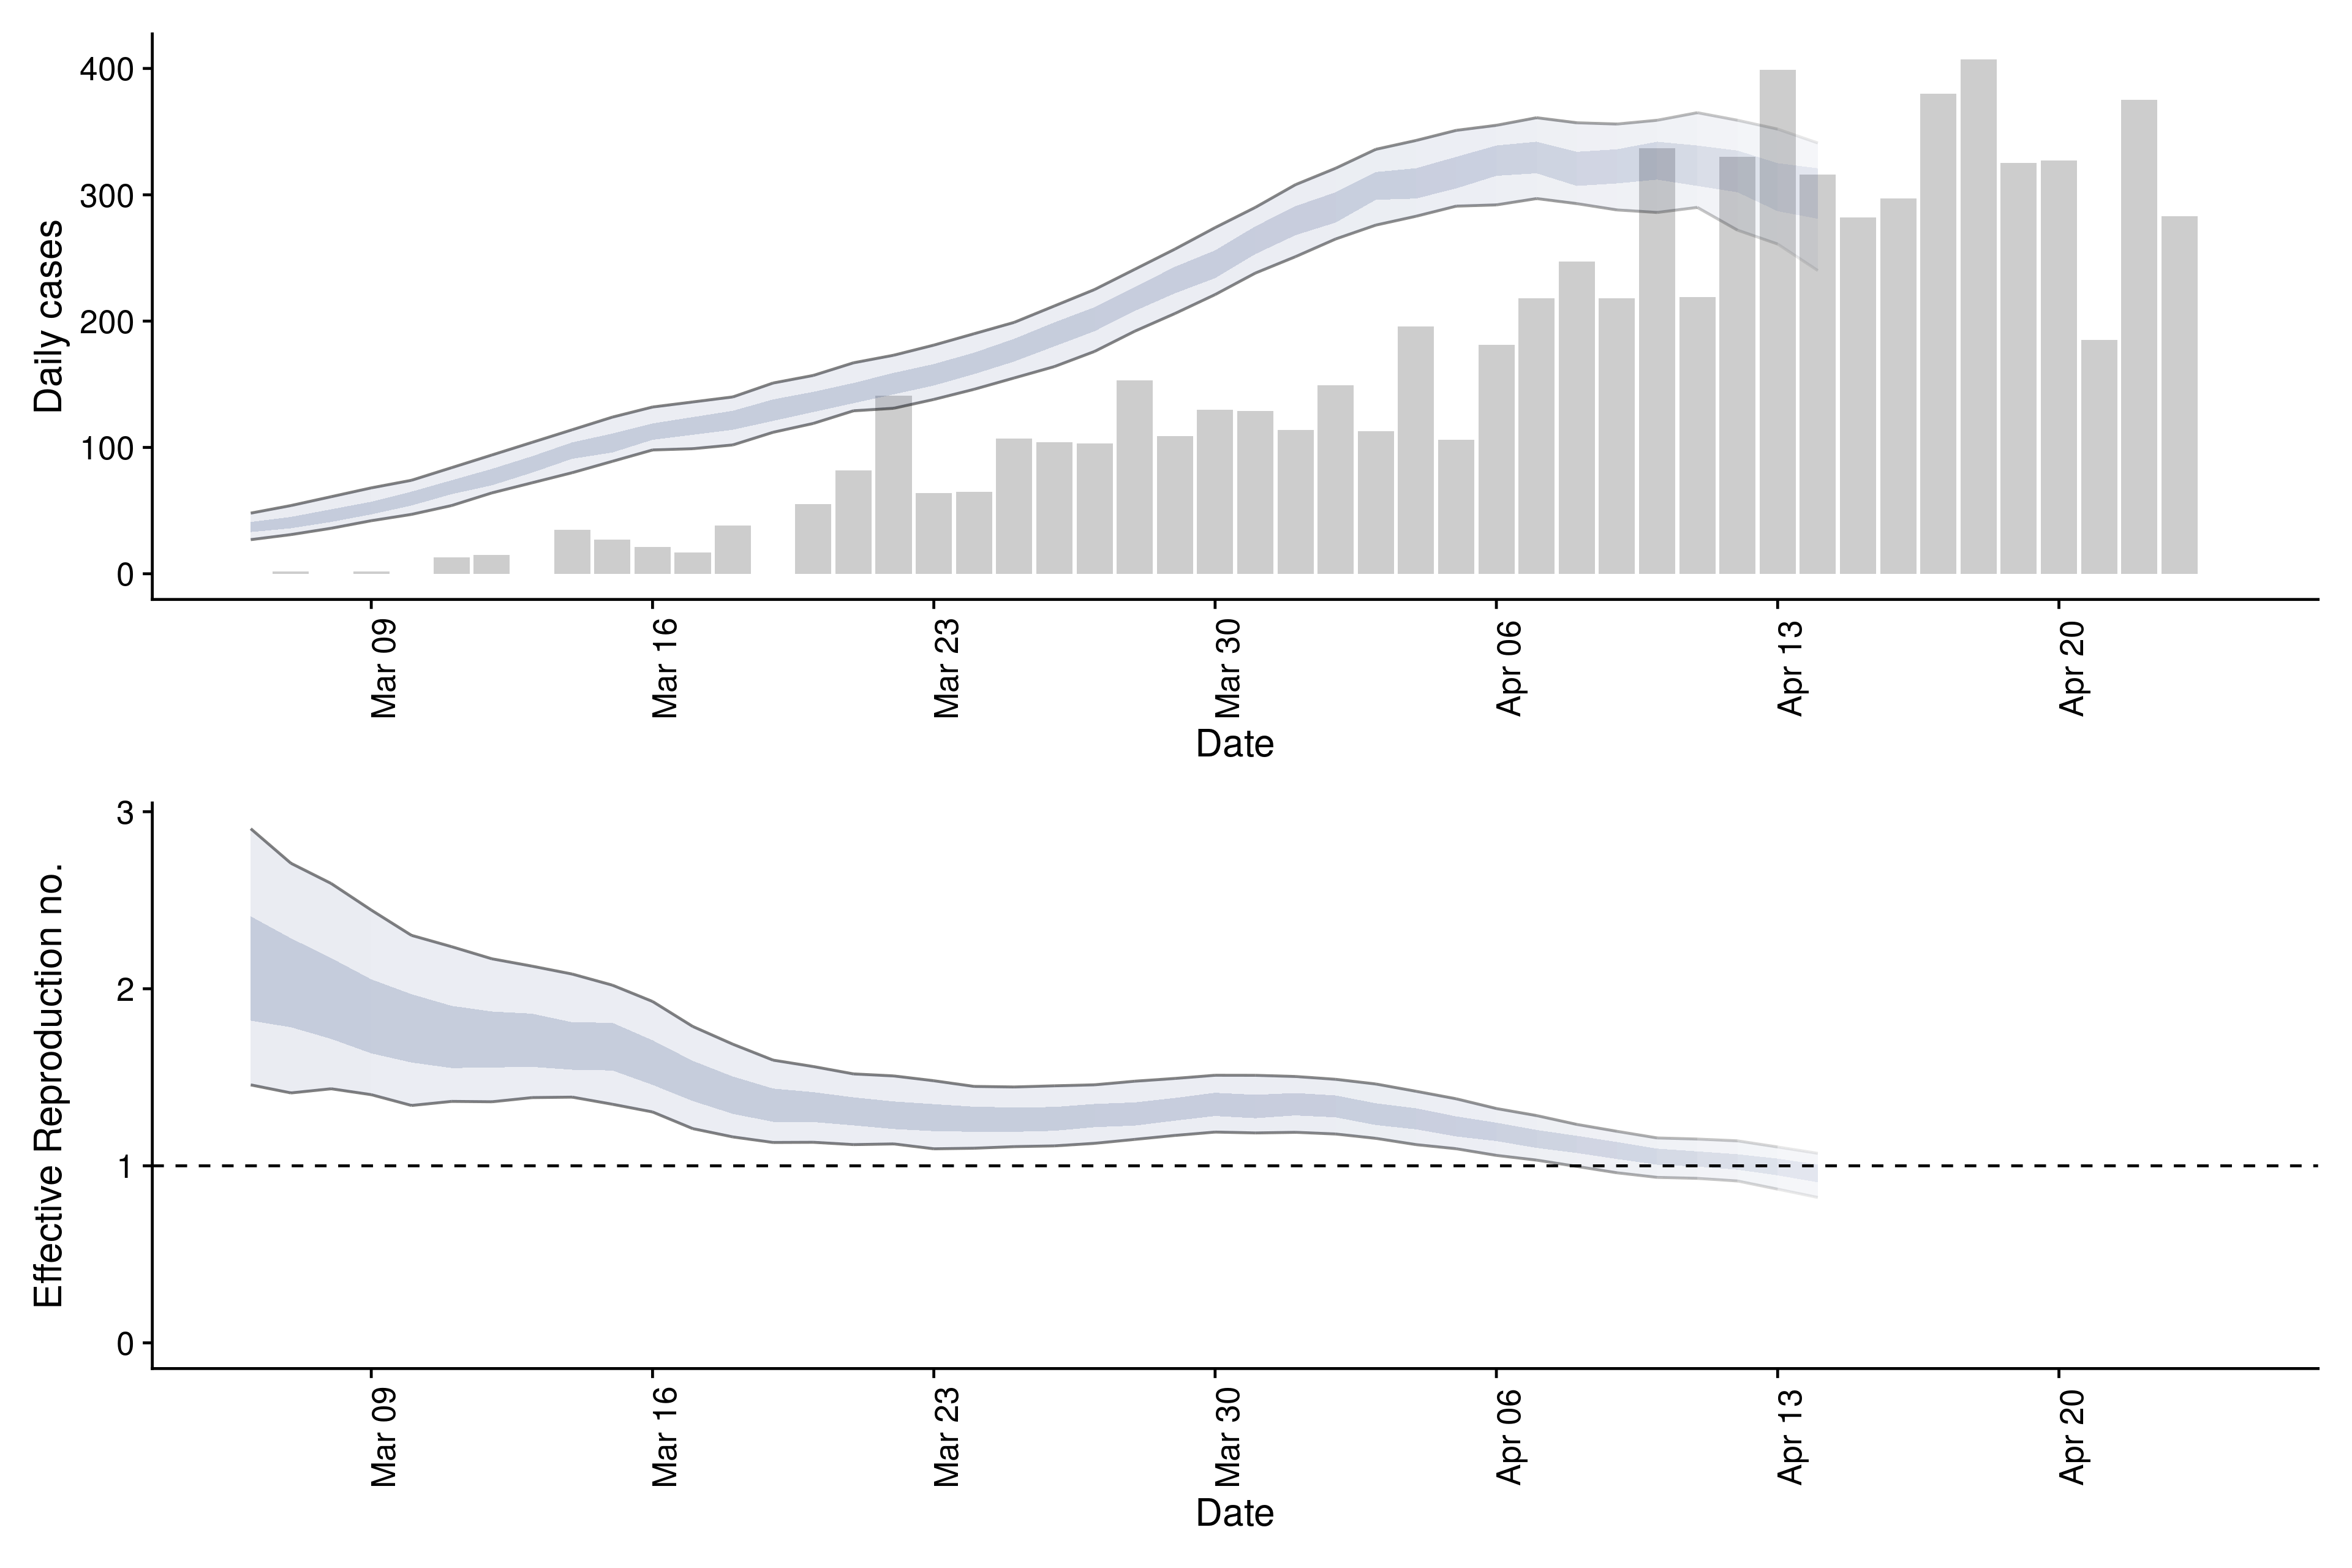 Daily cases
400
300
200
100
0
Mar 09
Mar 16
Mar 23
Mar 30
Apr 06
Apr 13
Apr 20
Date
Effective Reproduction no.
3
2
1
0
Mar 09
Mar 16
Mar 23
Mar 30
Apr 06
Apr 13
Apr 20
Date